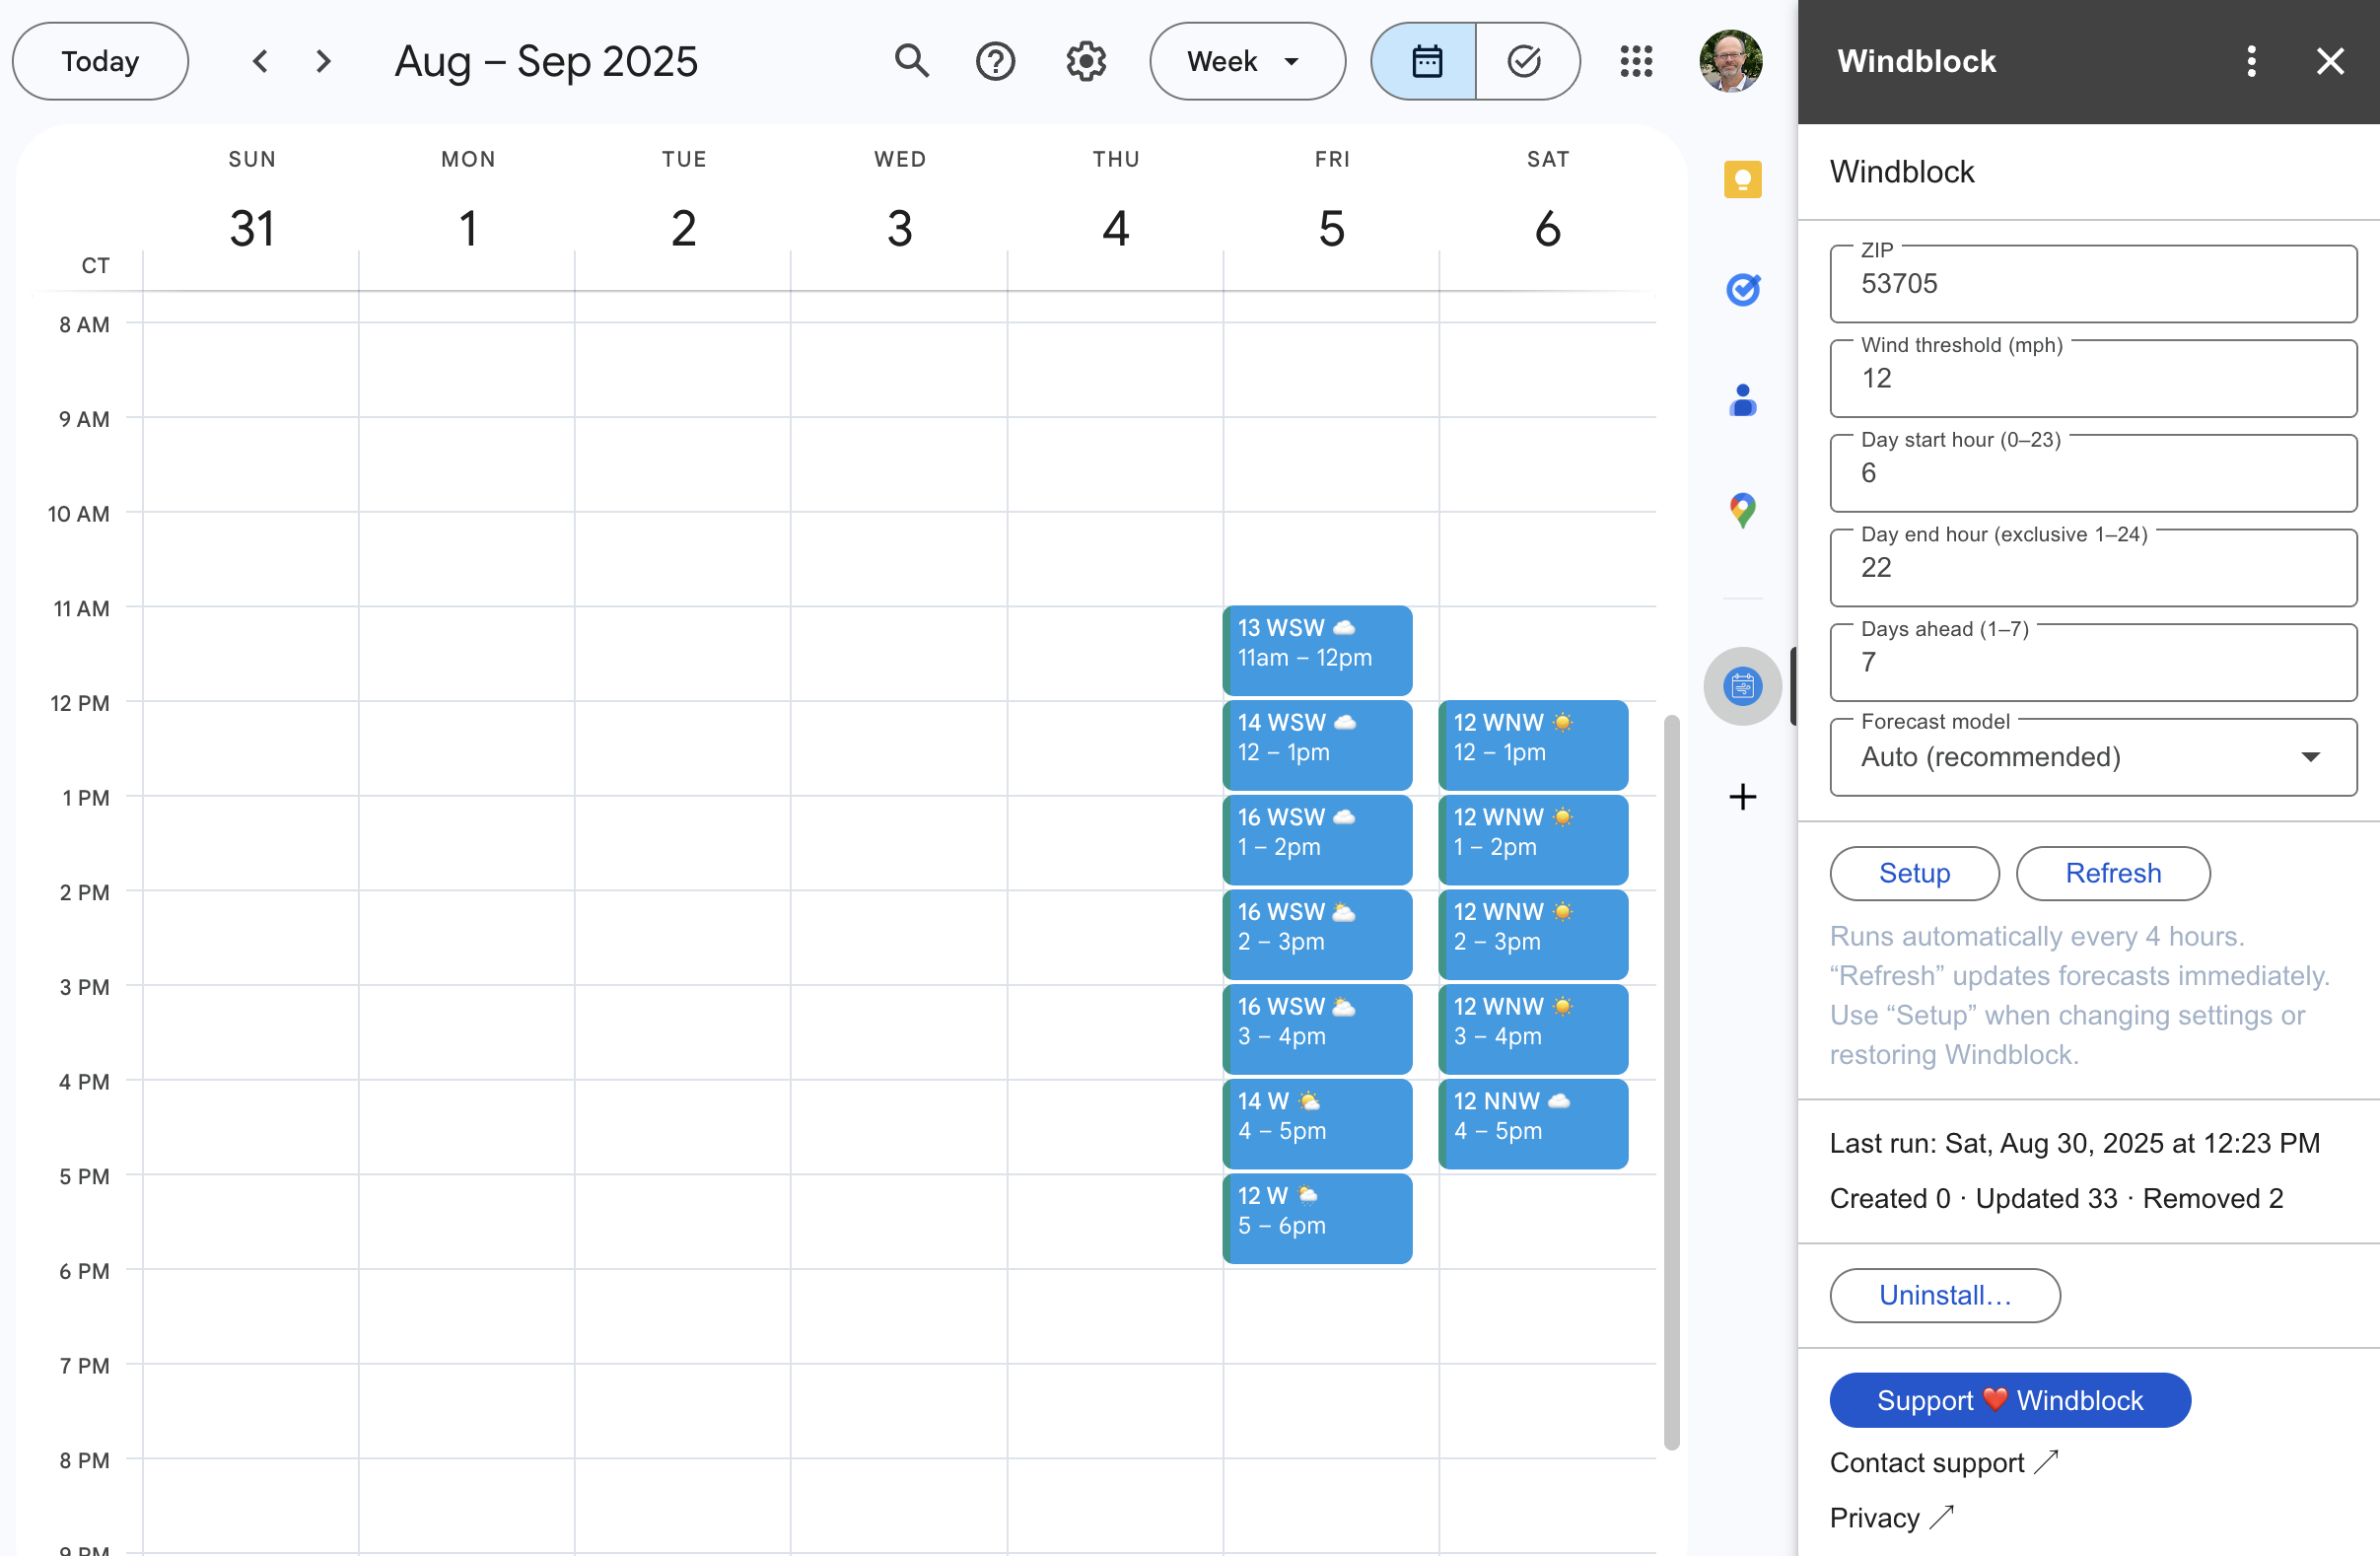 Today
Aug – Sep 2025
Week
CT
SUN
31
MON
1
TUE
2
WED
3
THU
4
FRI
5
SAT
6
8 AM
9 AM
10 AM
11 AM
12 PM
1 PM
2 PM
3 PM
4 PM
5 PM
6 PM
7 PM
8 PM
9 PM
13 WSW ☁️
11am – 12pm
14 WSW ☁️
12 – 1pm
16 WSW ☁️
1 – 2pm
16 WSW 🌥️
2 – 3pm
16 WSW 🌥️
3 – 4pm
14 W 🌤️
4 – 5pm
12 W 🌦️
5 – 6pm
12 WNW ☀️
12 – 1pm
12 WNW ☀️
1 – 2pm
12 WNW ☀️
2 – 3pm
12 WNW ☀️
3 – 4pm
12 NNW ☁️
4 – 5pm
Windblock
Windblock
ZIP
53705
Wind threshold (mph)
12
Day start hour (0–23)
6
Day end hour (exclusive 1–24)
22
Days ahead (1–7)
7
Forecast model
Auto (recommended)
Setup
Refresh
Runs automatically every 4 hours.
“Refresh” updates forecasts immediately.
Use “Setup” when changing settings or
restoring Windblock.
Last run: Sat, Aug 30, 2025 at 12:23 PM
Created 0 · Updated 33 · Removed 2
Uninstall…
Support ❤️ Windblock
Contact support ↗
Privacy ↗